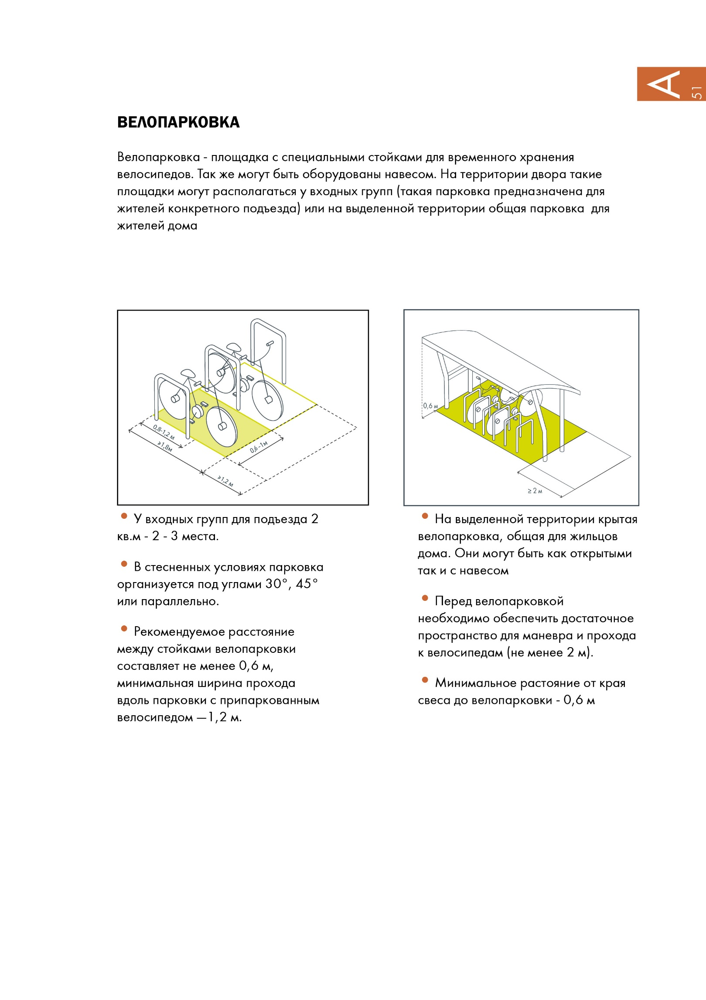 А
51
ВЕЛОПАРКОВКА
Велопарковка - площадка с специальными стойками для временного хранения
велосипедов. Так же могут быть оборудованы навесом. На территории двора такие
площадки могут располагаться у входных групп (такая парковка предназначена для
жителей конкретного подъезда) или на выделенной территории общая парковка  для
жителей дома
0,8-1,2 м
≥1,8м
0,6-1м
≥1,2 м
• У входных групп для подъезда 2
кв.м - 2 - 3 места.
• В стесненных условиях парковка
организуется под углами 30°, 45°
или параллельно.
• Рекомендуемое расстояние
между стойками велопарковки
составляет не менее 0,6 м,
минимальная ширина прохода
вдоль парковки с припаркованным
велосипедом —1,2 м.
0,6 м
≥ 2 м
• На выделенной территории крытая
велопарковка, общая для жильцов
дома. Они могут быть как открытыми
так и с навесом
• Перед велопарковкой
необходимо обеспечить достаточное
пространство для маневра и прохода
к велосипедам (не менее 2 м).
• Минимальное растояние от края
свеса до велопарковки - 0,6 м